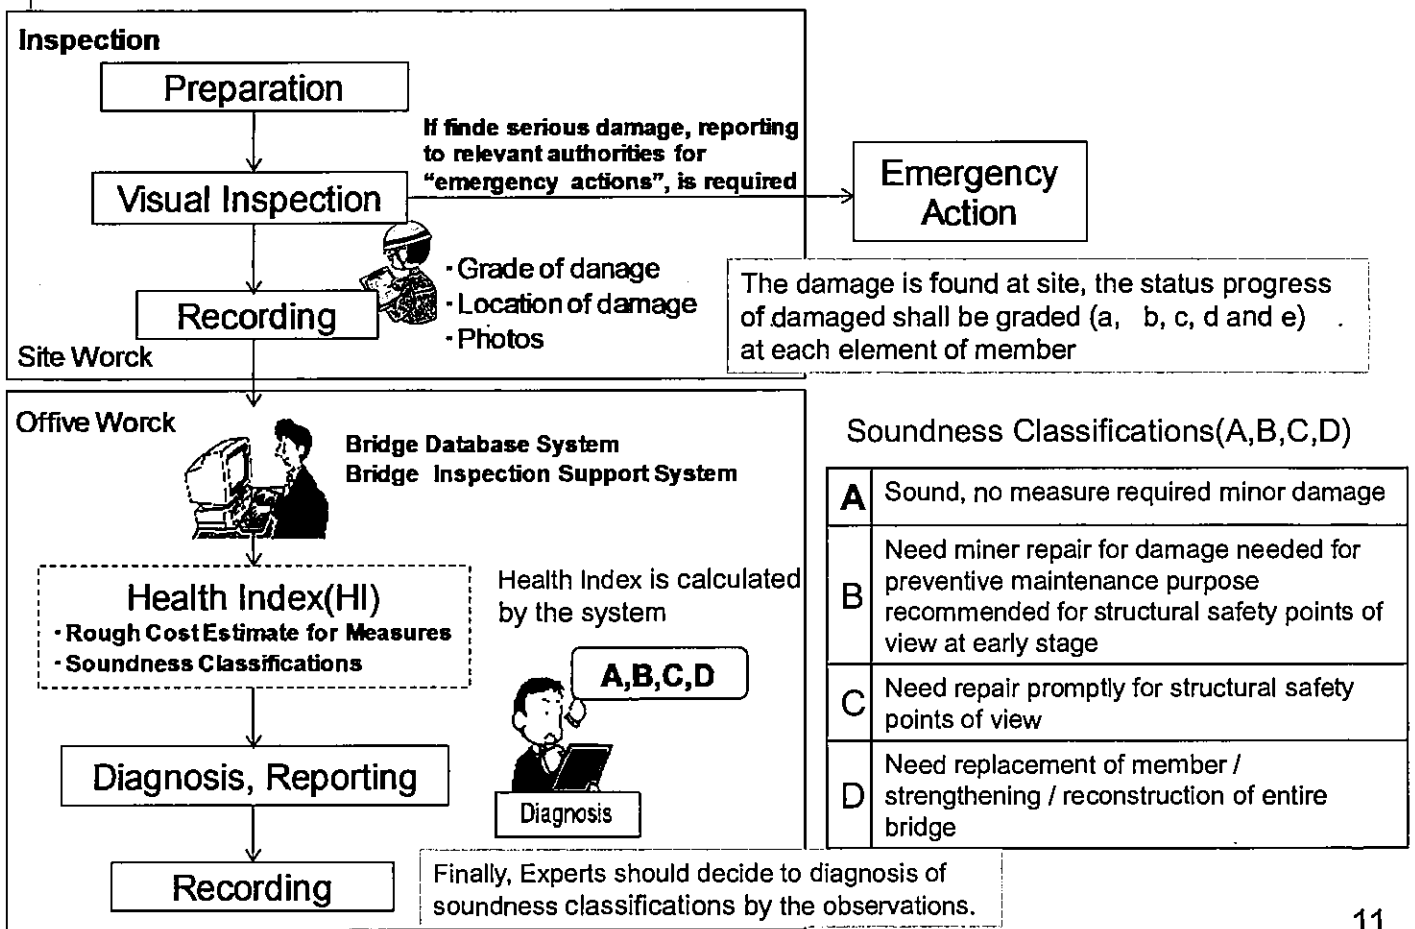 Inspection
Preparation
If finde serious damage, reporting
to relevant authorities for
"emergency actions", is required
Visual Inspection
Emergency
Action
・Grade of danage
・Location of damage
・Photos
Recording
Site Worck
The damage is found at site, the status progress
of damaged shall be graded (a, b, c, d and e) .
at each element of member
Offive Worck
Bridge Database System
Bridge Inspection Support System
Health Index(HI)
・Rough Cost Estimate for Measures
・Soundness Classifications
Health Index is calculated
by the system
A,B,C,D
Diagnosis
Diagnosis, Reporting
Recording
Finally, Experts should decide to diagnosis of
soundness classifications by the observations.
Soundness Classifications(A,B,C,D)
A Sound, no measure required minor damage
B Need miner repair for damage needed for
preventive maintenance purpose
recommended for structural safety points of
view at early stage
C Need repair promptly for structural safety
points of view
D Need replacement of member /
strengthening / reconstruction of entire
bridge
11